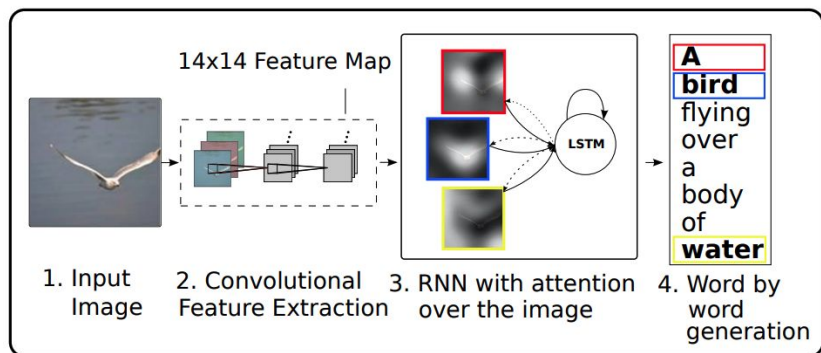 14x14 Feature Map
LSTM
A
bird
flying
over
a
body
of
water
1. Input
Image
2. Convolutional
Feature Extraction
3. RNN with attention
over the image
4. Word by
word
generation